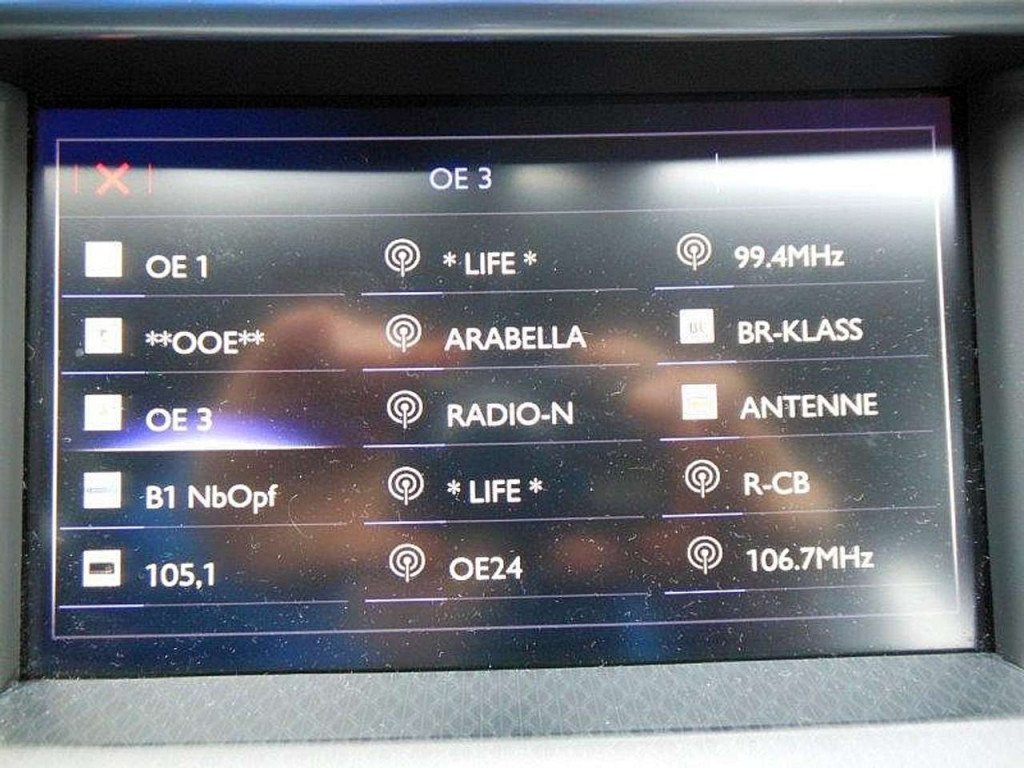 OE 3
OE 1
* LIFE *
99.4MHz
**OOE**
ARABELLA
BR-KLASS
OE 3
RADIO-N
ANTENNE
B1 NbOpf
* LIFE *
R-CB
105,1
OE24
106.7MHz